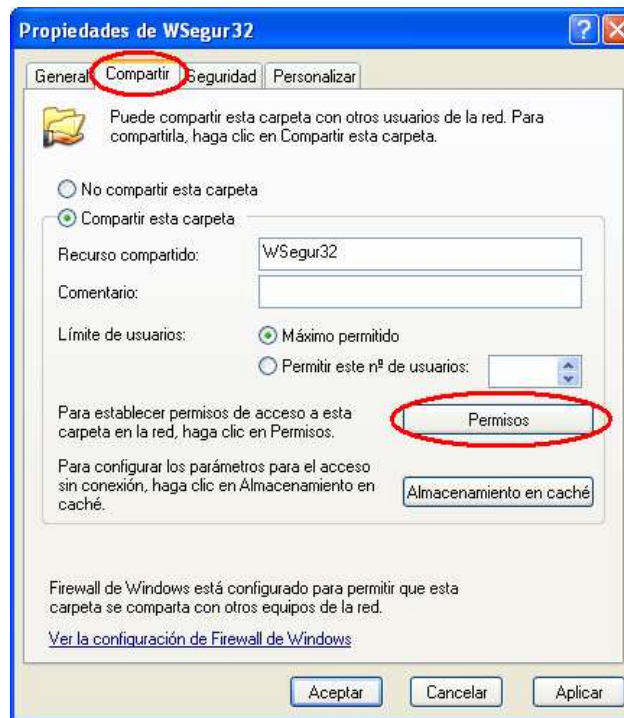 Propiedades de WSegur32
General Compartir Seguridad Personalizar
Puede compartir esta carpeta con otros usuarios de la red. Para
compartirla, haga clic en Compartir esta carpeta.
No compartir esta carpeta
Compartir esta carpeta
Recurso compartido: WSegur32
Comentario:
Límite de usuarios: Máximo permitido
Permitir este nº de usuarios:
Para establecer permisos de acceso a esta
carpeta en la red, haga clic en Permisos.
Permisos
Para configurar los parámetros para el acceso
sin conexión, haga clic en Almacenamiento en
caché.
Almacenamiento en caché
Firewall de Windows está configurado para permitir que esta
carpeta se comparta con otros equipos de la red.
Ver la configuración de Firewall de Windows
Aceptar Cancelar Aplicar